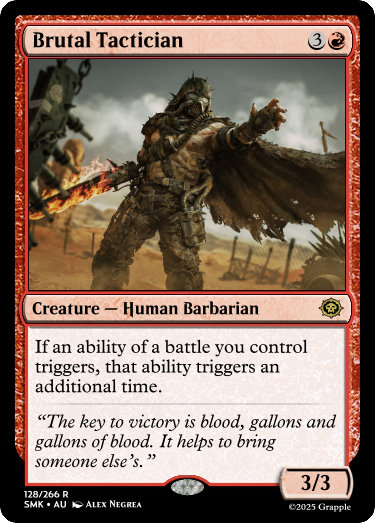 Brutal Tactician 3
Creature — Human Barbarian
If an ability of a battle you control
triggers, that ability triggers an
additional time.
“The key to victory is blood, gallons and
gallons of blood. It helps to bring
someone else’s.”
3/3
128/266 R
SMK • AU Alex Negrea
©2025 Grapple